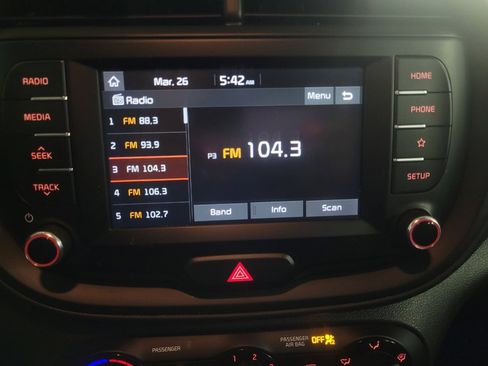 Mar. 26 5:42 AM
RADIO
MEDIA
SEEK
TRACK
Radio Menu
1 FM 88.3
2 FM 93.9
3 FM 104.3
4 FM 106.3
5 FM 102.7
P3 FM 104.3
Band Info Scan
HOME
PHONE
SETUP
PASSENGER
PASSENGER
AIR BAG
OFF
1 2